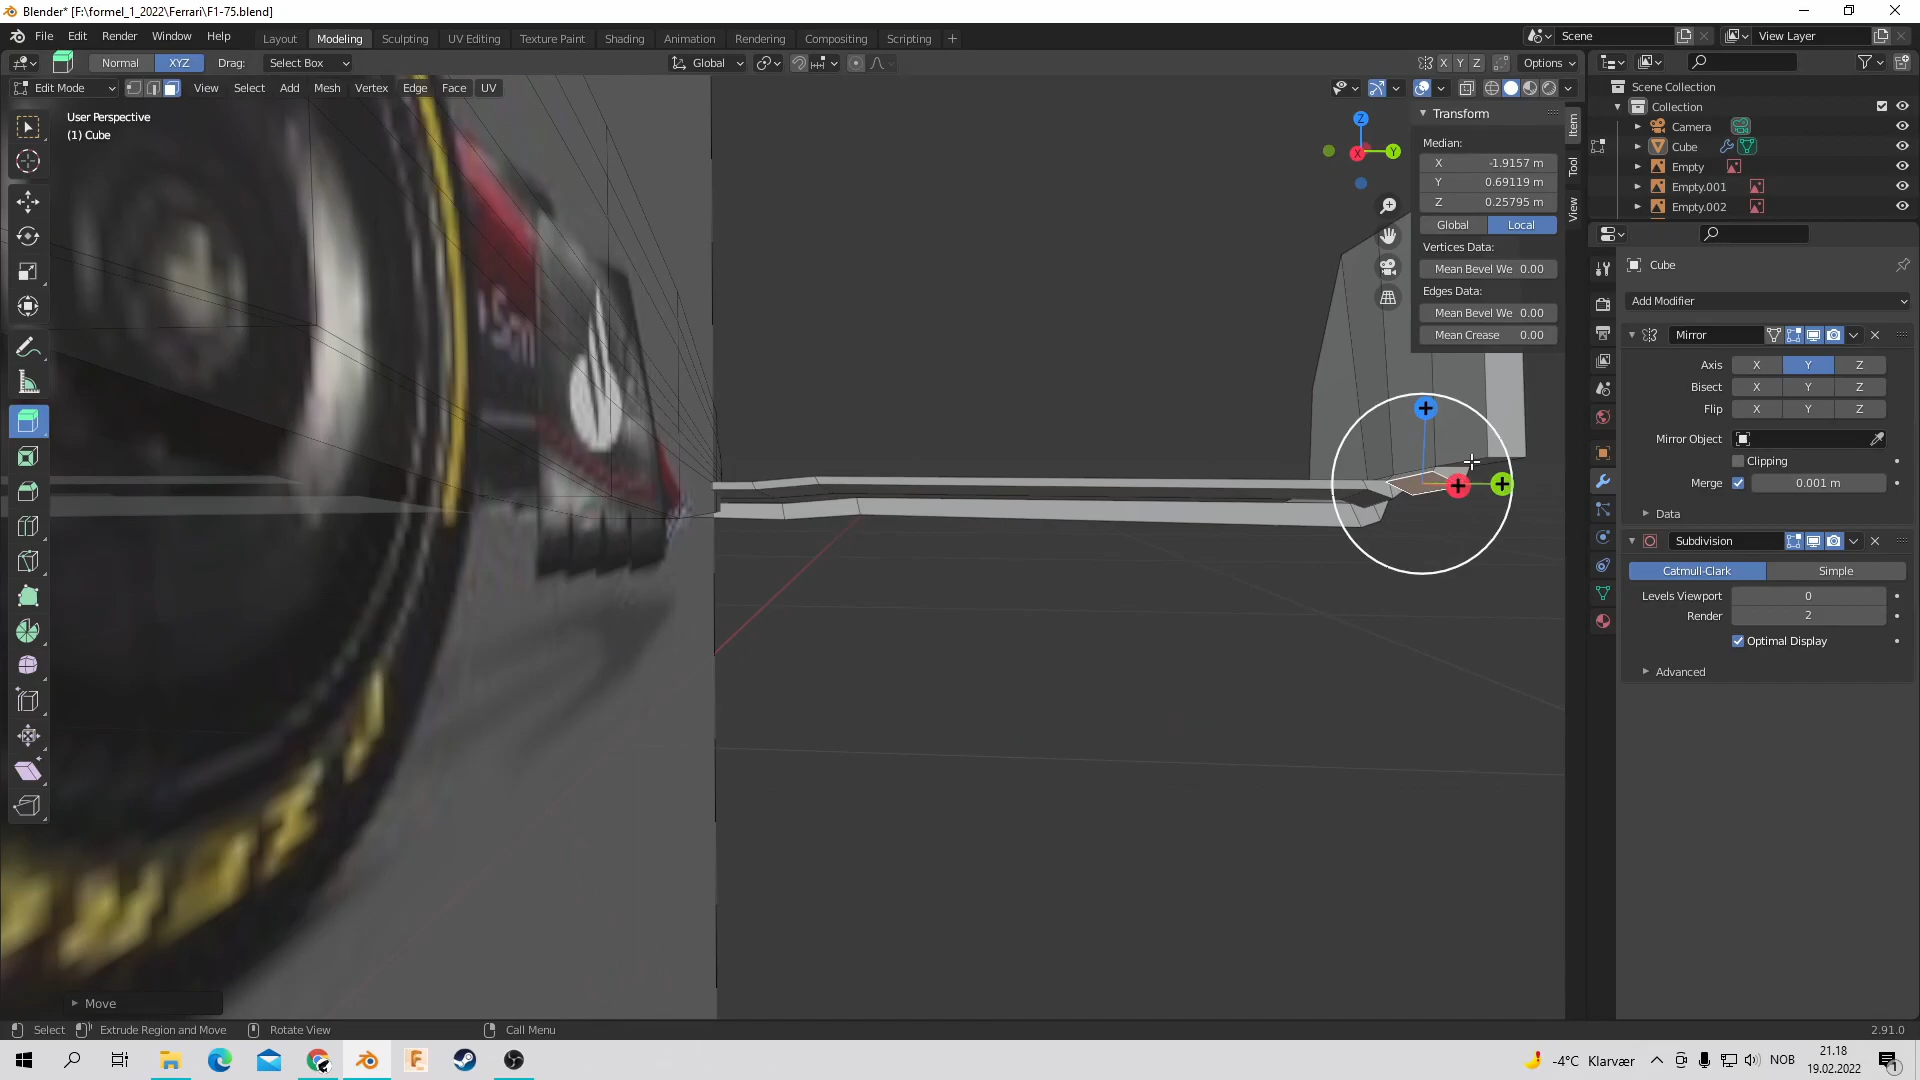 Blender* [F:\formel_1_2022\Ferrari\F1-75.blend]
File Edit Render Window Help
Layout Modeling Sculpting UV Editing Texture Paint Shading Animation Rendering Compositing Scripting +
Scene
View Layer
Normal XYZ Drag: Select Box
Global
X Y Z Options
Edit Mode View Select Add Mesh Vertex Edge Face UV
User Perspective
(1) Cube
Z
X
Y
Item
Tool
View
Transform
Median:
X -1.9157 m
Y 0.69119 m
Z 0.25795 m
Global Local
Vertices Data:
Mean Bevel We 0.00
Edges Data:
Mean Bevel We 0.00
Mean Crease 0.00
Scene Collection
Collection
Camera
Cube
Empty
Empty.001
Empty.002
Cube
Add Modifier
Mirror
Axis X Y Z
Bisect X Y Z
Flip X Y Z
Mirror Object
Clipping
Merge 0.001 m
Data
Subdivision
Catmull-Clark Simple
Levels Viewport 0
Render 2
Optimal Display
Advanced
Move
Select Extrude Region and Move Rotate View Call Menu
2.91.0
-4°C Klarvær
NOB
21.18
19.02.2022
1